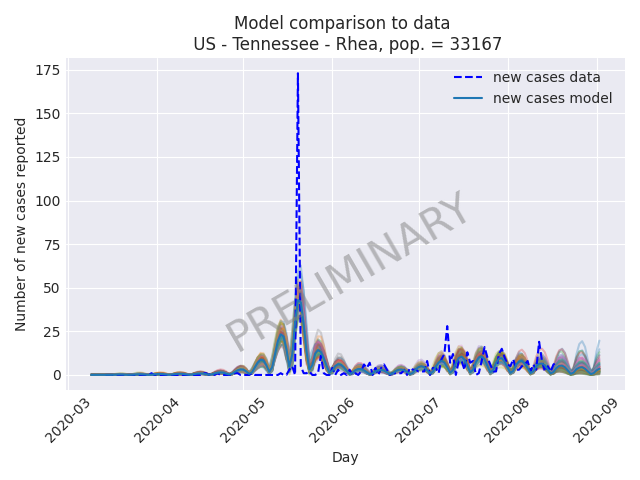 Model comparison to data
US - Tennessee - Rhea, pop. = 33167
175
150
125
100
75
50
25
0
Number of new cases reported
new cases data
new cases model
PRELIMINARY
2020-03
2020-04
2020-05
2020-06
2020-07
2020-08
2020-09
Day